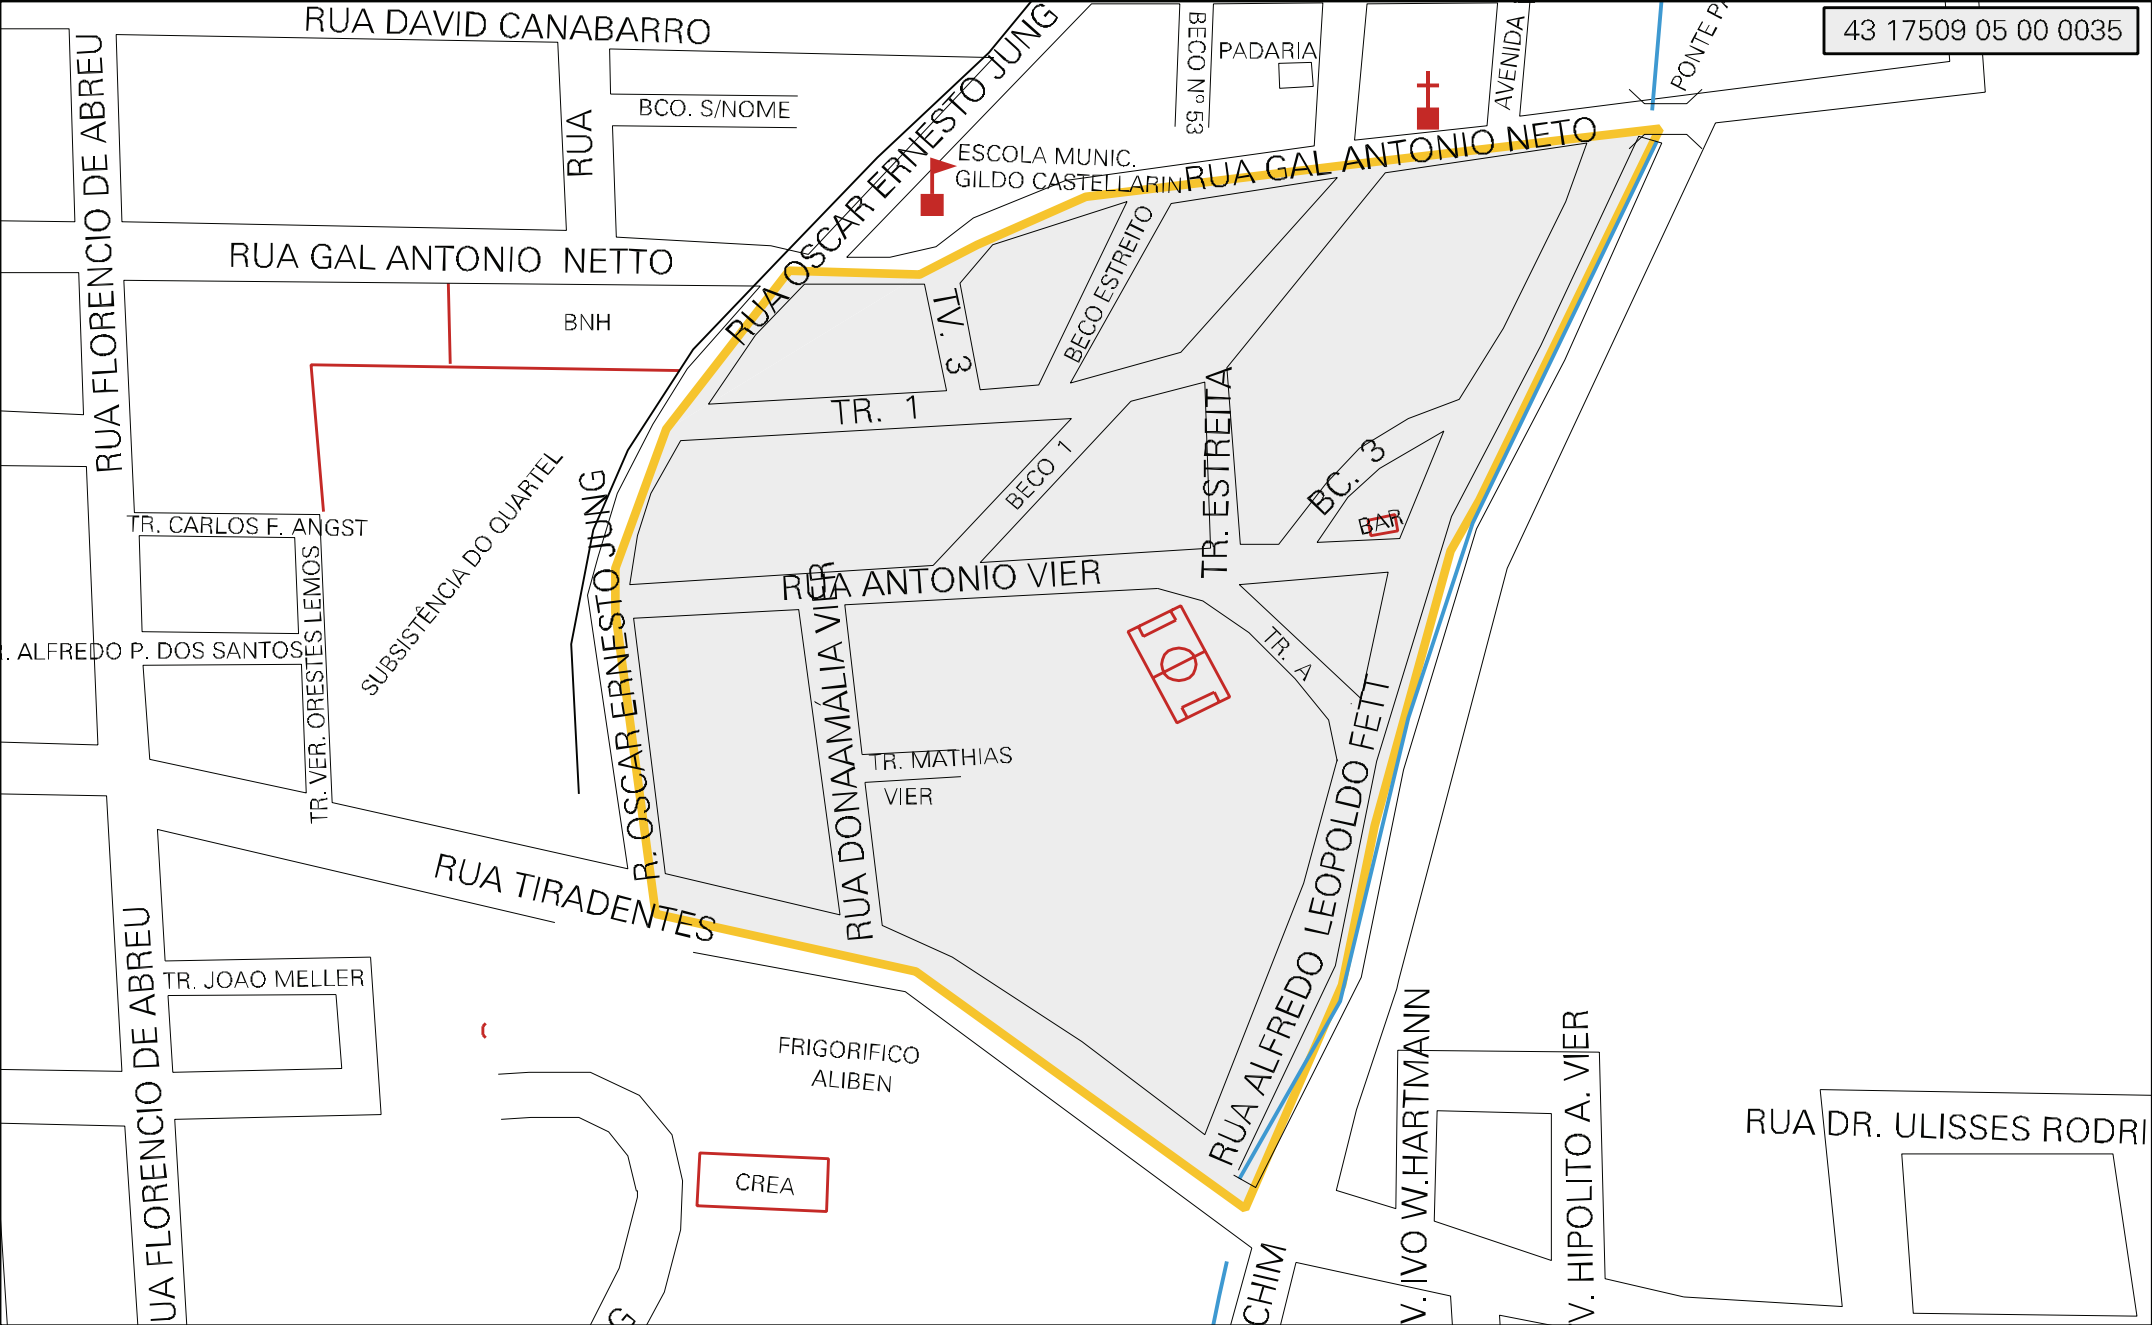 RUA DAVID CANABARRO
43 17509 05 00 0035
RUA FLORENCIO DE ABREU
BECO Nº 53
PADARIA
AVENIDA
RUA
BCO. S/NOME
RUA OSCAR ERNESTO JUNG
ESCOLA MUNIC.
GILDO CASTELLARIN
RUA GAL ANTONIO NETO
RUA GAL ANTONIO NETTO
BNH
TV. 3
BECO ESTREITO
TR. 1
BECO 1
TR. ESTREITA
BC. 3
BAR
SUBSISTÊNCIA DO QUARTEL
TR. CARLOS F. ANGST
TR. VER. ORESTES LEMOS
R. ALFREDO P. DOS SANTOS
R. OSCAR ERNESTO JUNG
RUA ANTONIO VIER
RUA DONAAMÁLIA VIER
TR. A
TR. MATHIAS
VIER
RUA ALFREDO LEOPOLDO FETT
RUA TIRADENTES
RUA FLORENCIO DE ABREU
TR. JOAO MELLER
FRIGORIFICO
ALIBEN
CREA
V. IVO W.HARTMANN
V. HIPOLITO A. VIER
RUA DR. ULISSES RODRI
UA FLORENCIO DE ABREU
CHIM
G
PONTE